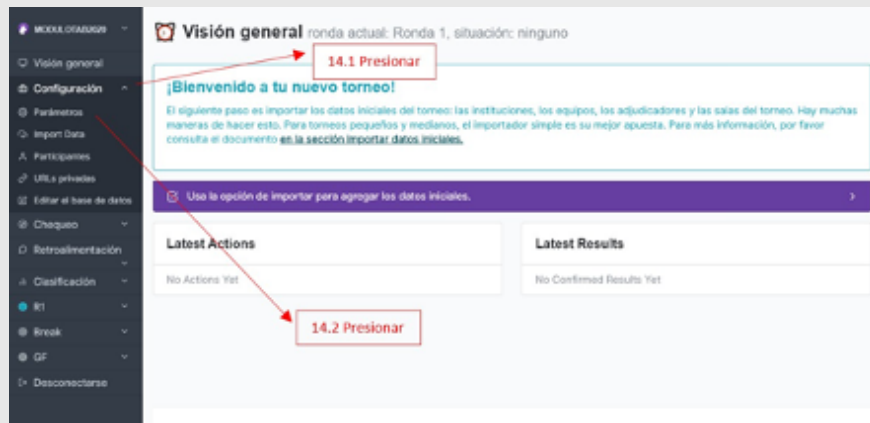 MODULOTAB2020
Visión general
Configuración
Parámetros
Import Data
Participantes
URLs privadas
Editar el base de datos
Chequeo
Retroalimentación
Clasificación
R1
Break
QF
Desconectarse
Visión general ronda actual: Ronda 1, situación: ninguno
14.1 Presionar
¡Bienvenido a tu nuevo torneo!
El siguiente paso es importar los datos iniciales del torneo: las instituciones, los equipos, los adjudicadores y las salas del torneo. Hay muchas
maneras de hacer esto. Para torneos pequeños y medianos, el importador simple es su mejor apuesta. Para más información, por favor
consulta el documento en la sección Importar datos iniciales.
Usa la opción de importar para agregar los datos iniciales.
Latest Actions
No Actions Yet
Latest Results
No Confirmed Results Yet
14.2 Presionar